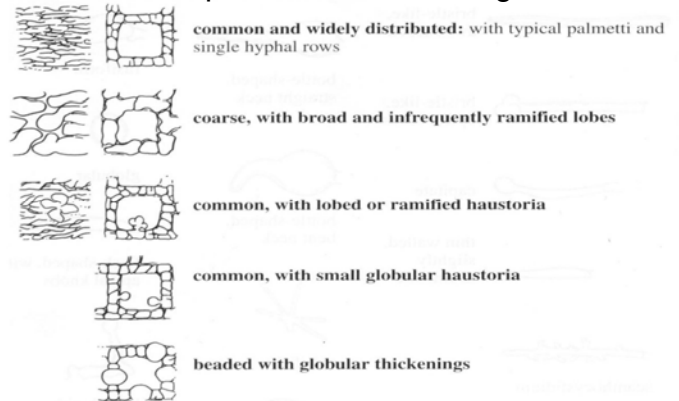 common and widely distributed: with typical palmetti and
single hyphal rows
coarse, with broad and infrequently ramified lobes
common, with lobed or ramified haustoria
common, with small globular haustoria
beaded with globular thickenings